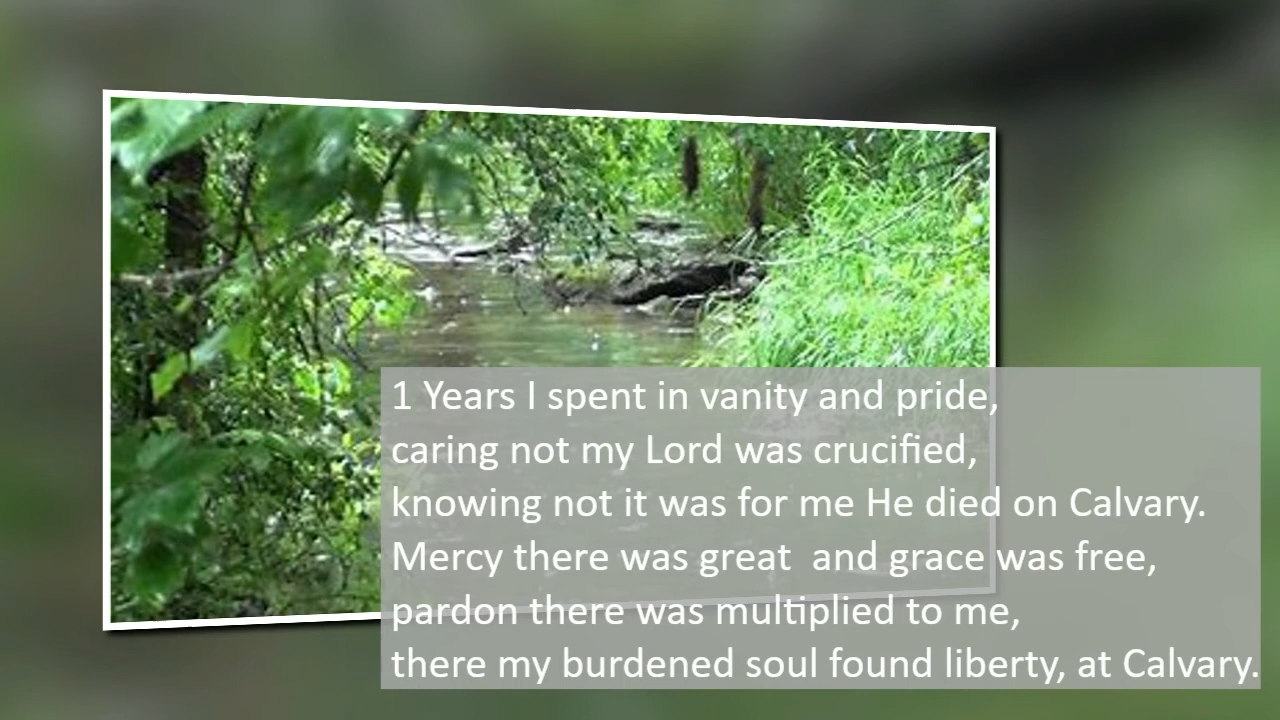 1 Years I spent in vanity and pride,
caring not my Lord was crucified,
knowing not it was for me He died on Calvary.
Mercy there was great  and grace was free,
pardon there was multiplied to me,
there my burdened soul found liberty, at Calvary.